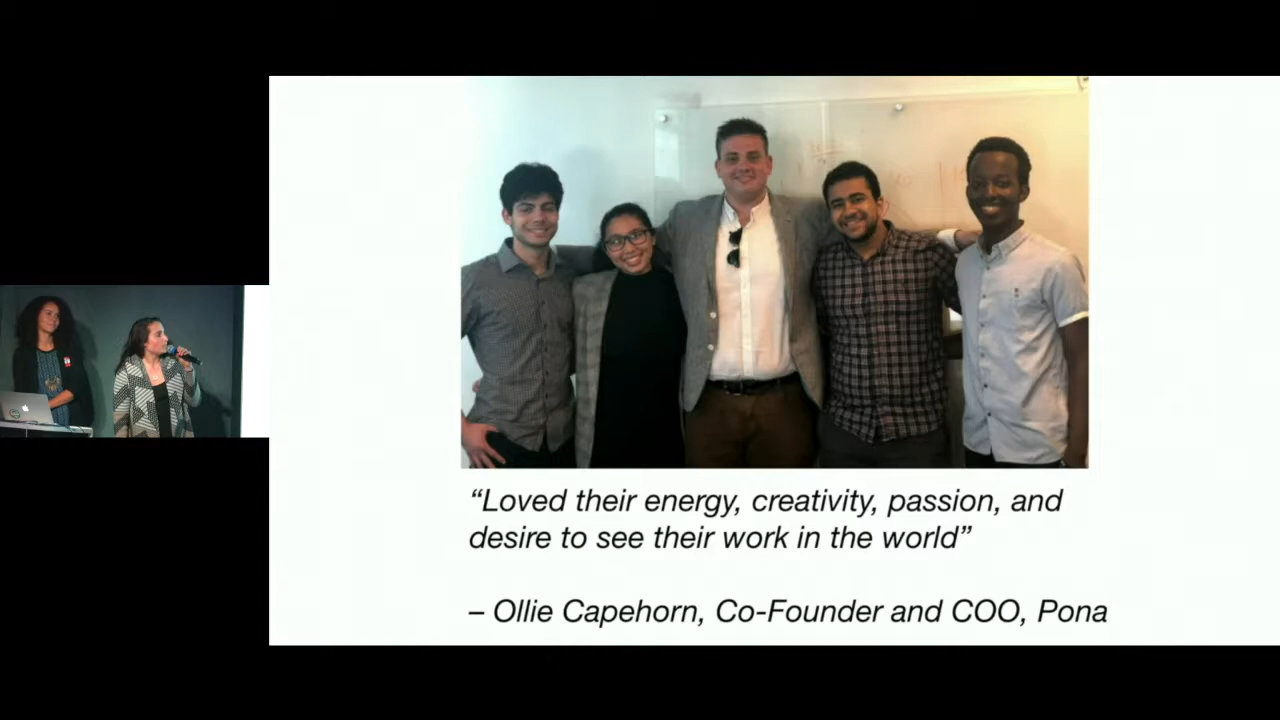 “Loved their energy, creativity, passion, and
desire to see their work in the world”
– Ollie Capehorn, Co-Founder and COO, Pona